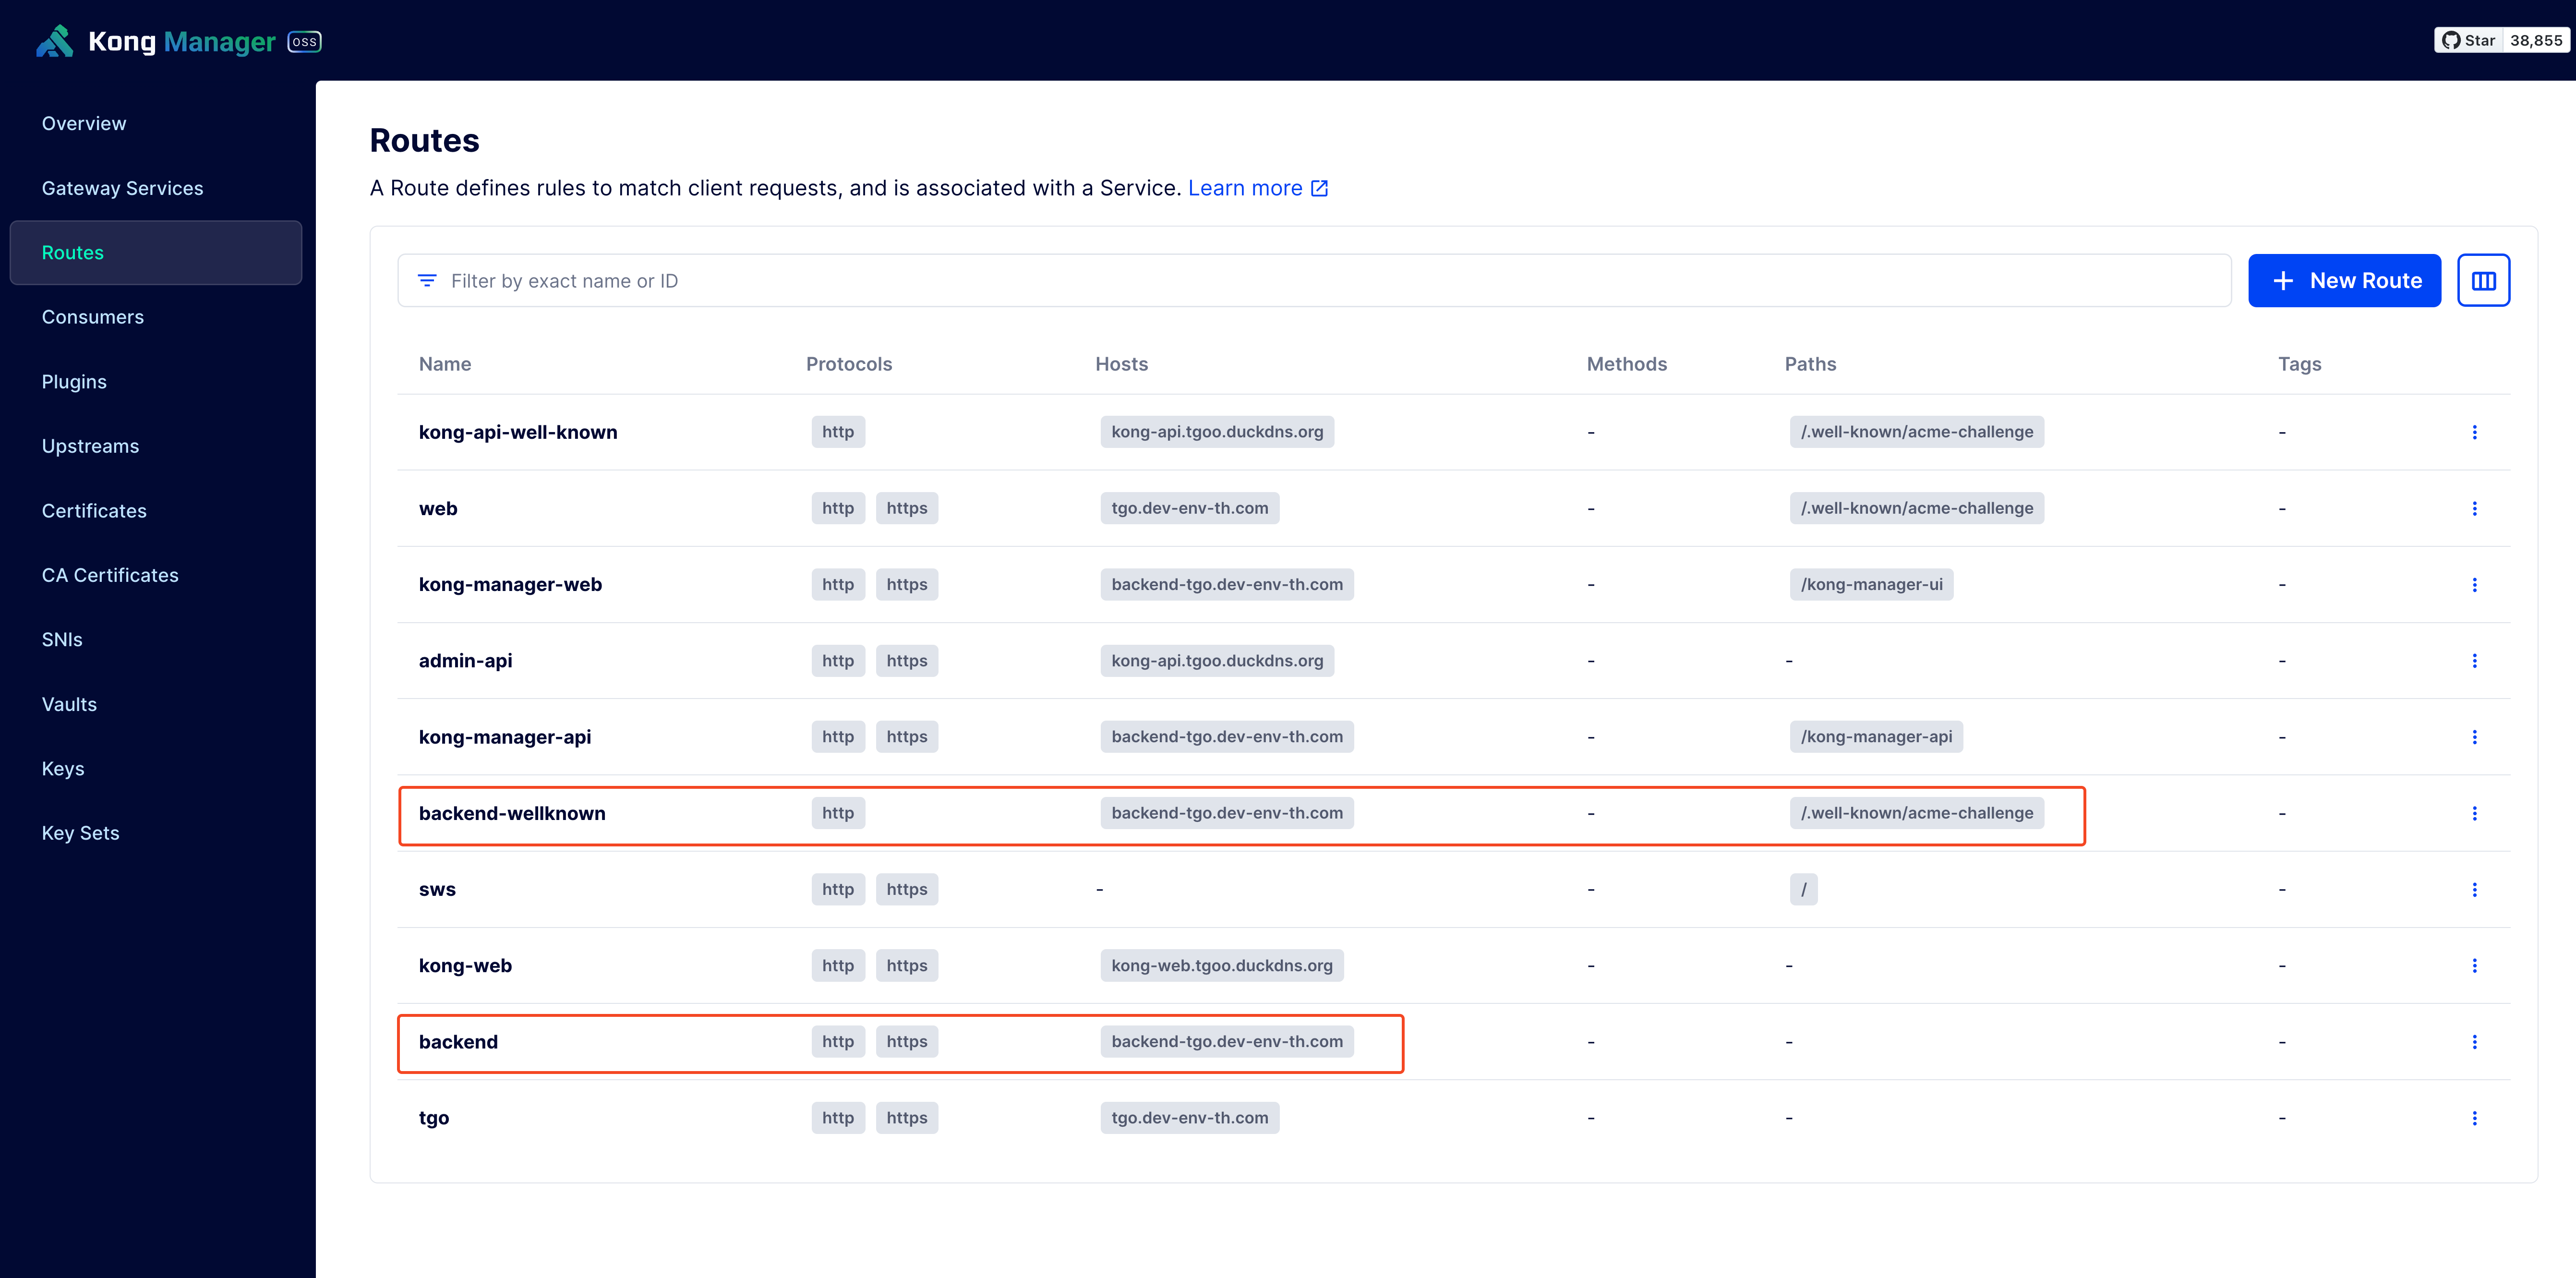 Kong Manager OSS
Star 38,855
Overview
Gateway Services
Routes
Consumers
Plugins
Upstreams
Certificates
CA Certificates
SNIs
Vaults
Keys
Key Sets
Routes
A Route defines rules to match client requests, and is associated with a Service. Learn more
Filter by exact name or ID
New Route
Name Protocols Hosts Methods Paths Tags
kong-api-well-known http kong-api.tgoo.duckdns.org - /.well-known/acme-challenge -
web http https tgo.dev-env-th.com - /.well-known/acme-challenge -
kong-manager-web http https backend-tgo.dev-env-th.com - /kong-manager-ui -
admin-api http https kong-api.tgoo.duckdns.org - - -
kong-manager-api http https backend-tgo.dev-env-th.com - /kong-manager-api -
backend-wellknown http backend-tgo.dev-env-th.com - /.well-known/acme-challenge -
sws http https - - / -
kong-web http https kong-web.tgoo.duckdns.org - - -
backend http https backend-tgo.dev-env-th.com - - -
tgo http https tgo.dev-env-th.com - - -